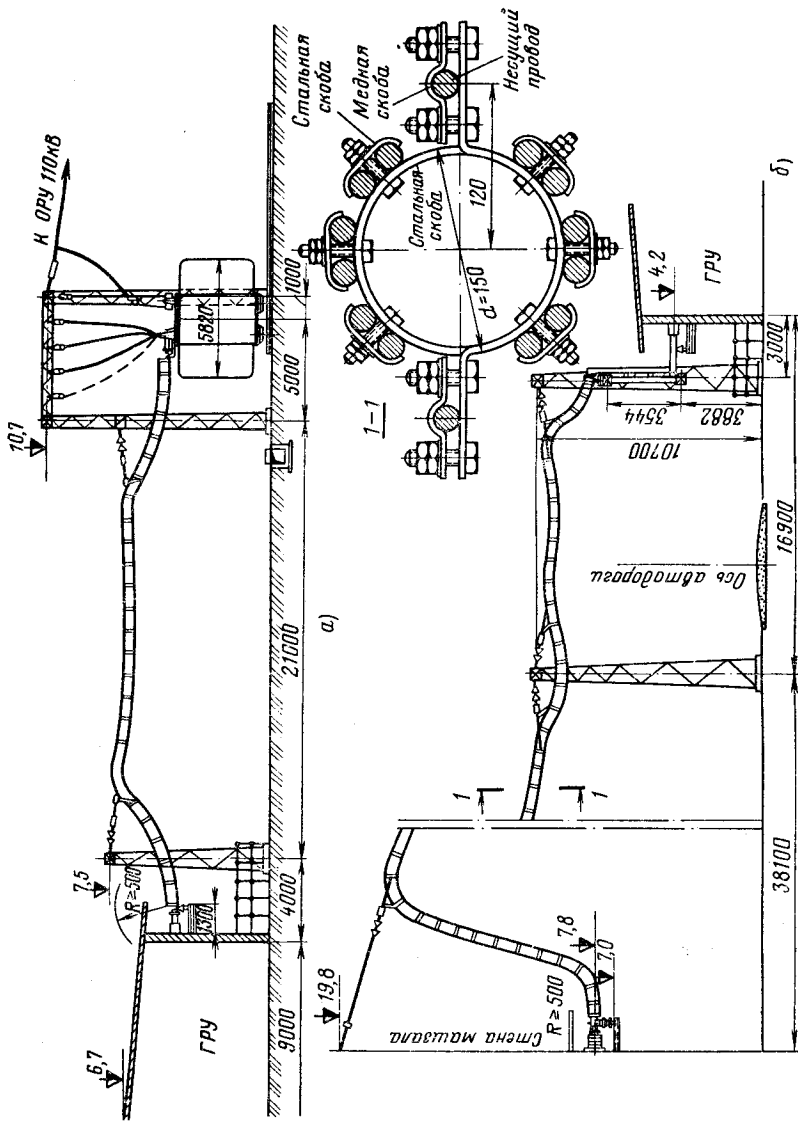 10,7
К ОРУ 110кВ
5820
7,5
R≥500
1300
6,7
ГРУ
9000
4000
21000
5000
1000
а)
1–1
Стальная
скоба
Медная
скоба
Несущий
провод
Стальная
скоба
d=150
120
19,8
Стена машзала
R≥500
7,8
7,0
1
1
Ось автодороги
10700
3544
3882
4,2
ГРУ
38100
16900
3000
б)